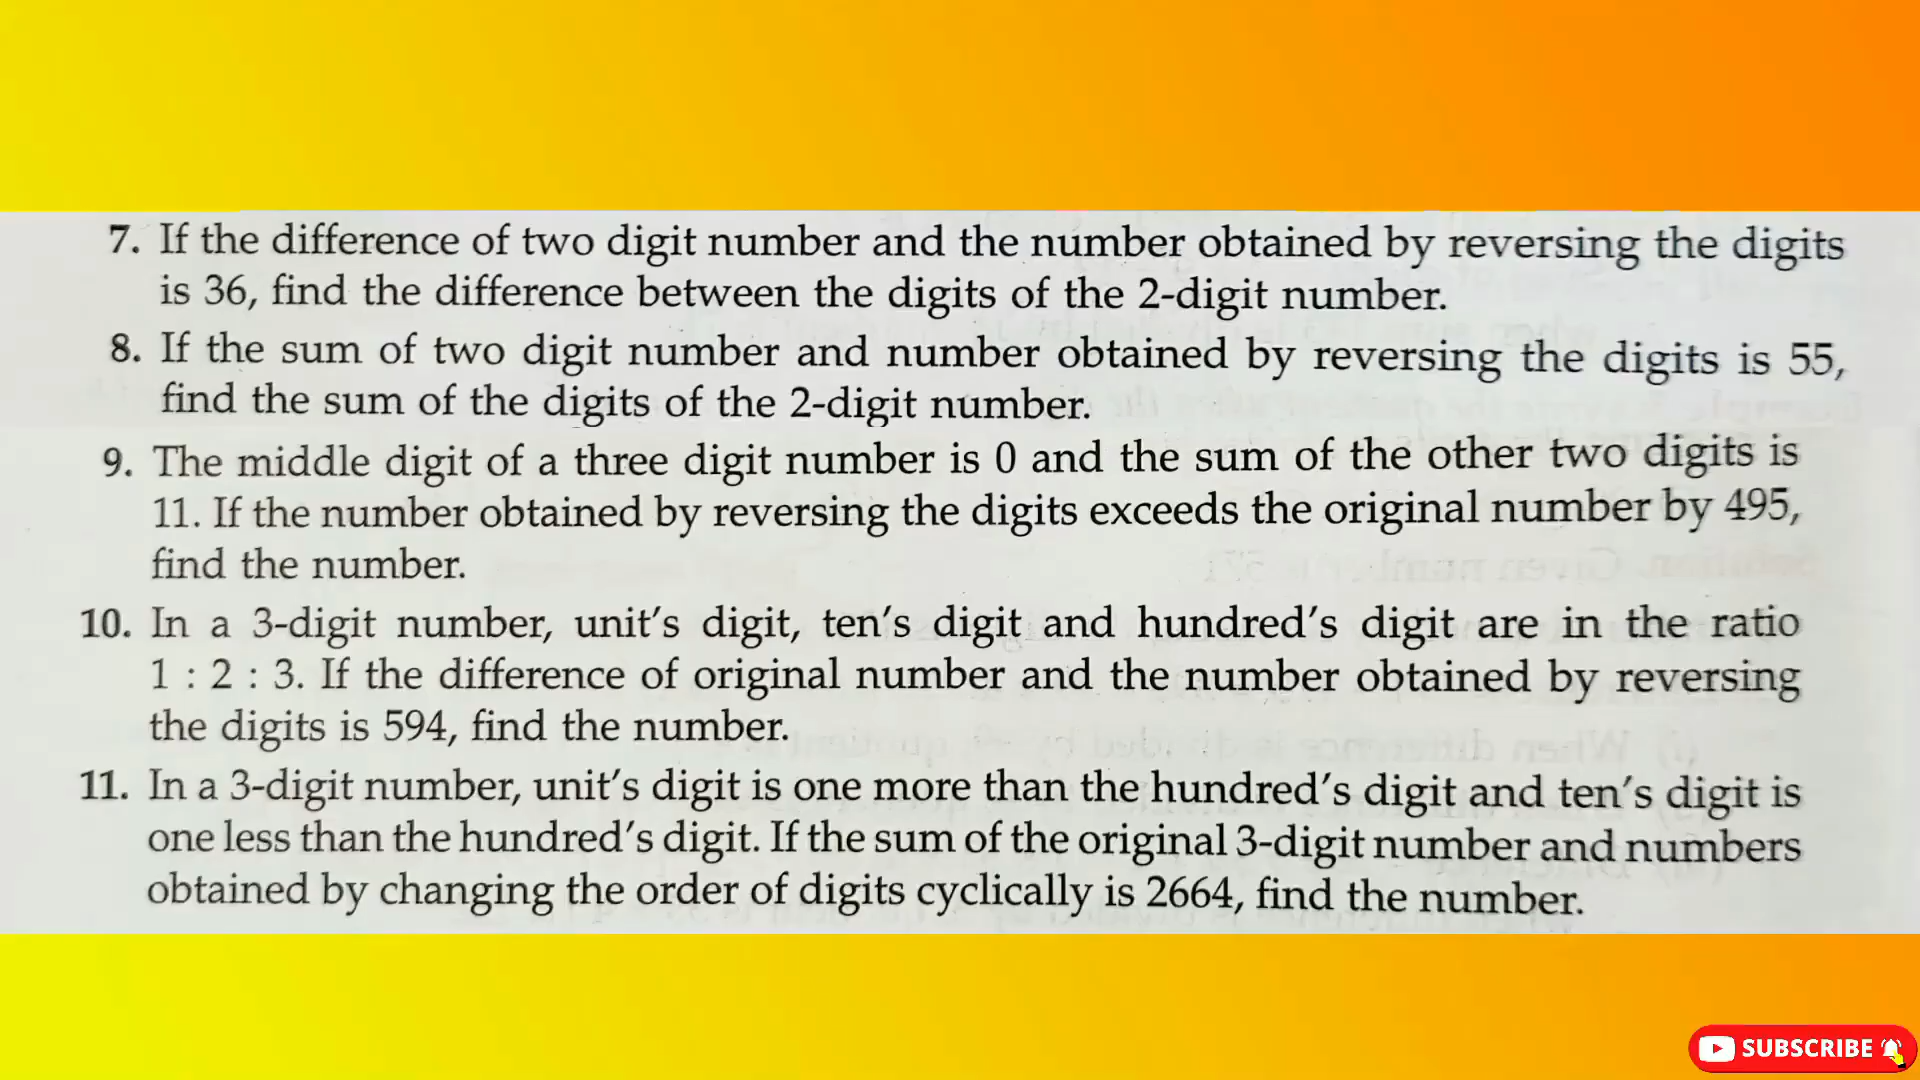 7. If the difference of two digit number and the number obtained by reversing the digits
is 36, find the difference between the digits of the 2-digit number.
8. If the sum of two digit number and number obtained by reversing the digits is 55,
find the sum of the digits of the 2-digit number.
9. The middle digit of a three digit number is 0 and the sum of the other two digits is
11. If the number obtained by reversing the digits exceeds the original number by 495,
find the number.
10. In a 3-digit number, unit's digit, ten's digit and hundred's digit are in the ratio
1 : 2 : 3. If the difference of original number and the number obtained by reversing
the digits is 594, find the number.
11. In a 3-digit number, unit's digit is one more than the hundred's digit and ten's digit is
one less than the hundred's digit. If the sum of the original 3-digit number and numbers
obtained by changing the order of digits cyclically is 2664, find the number.
SUBSCRIBE